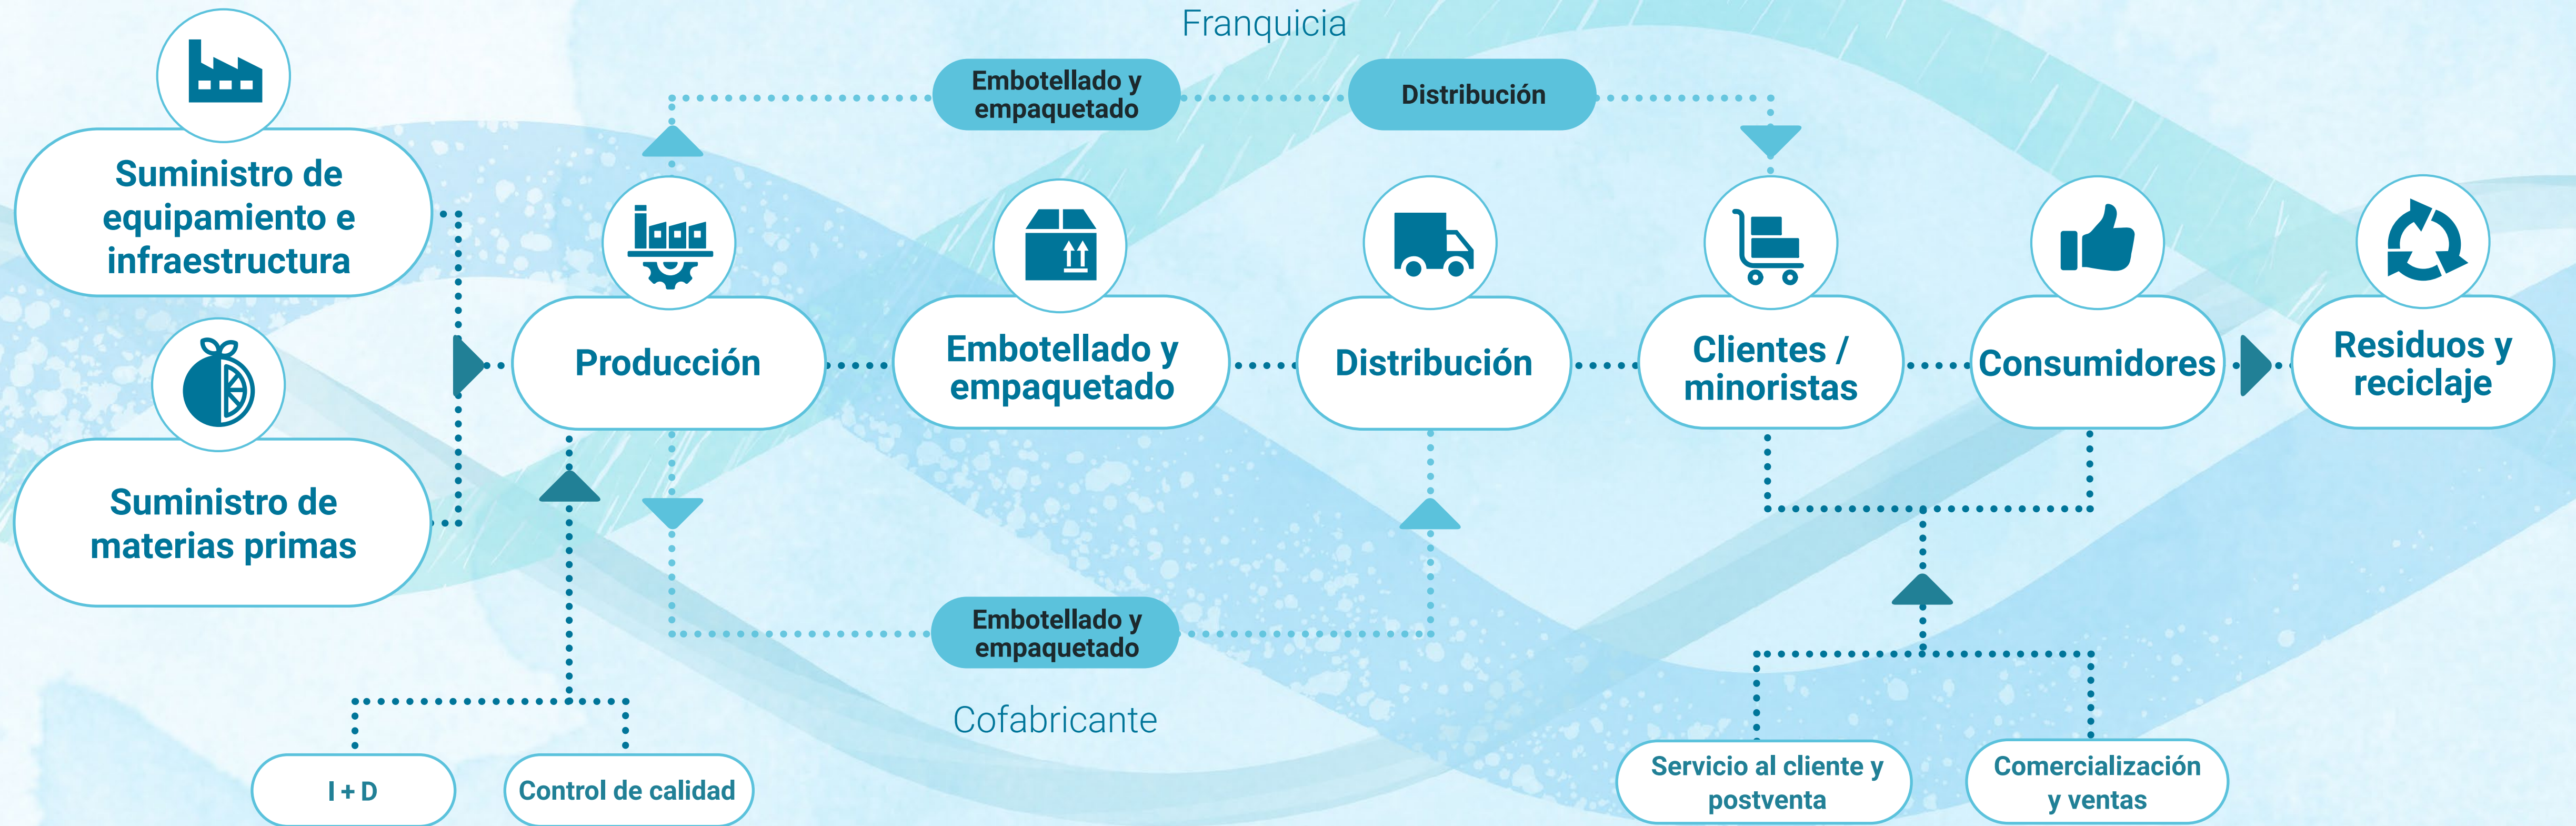 Franquicia
Embotellado y
empaquetado
Distribución
Suministro de
equipamiento e
infraestructura
Suministro de
materias primas
Producción
Embotellado y
empaquetado
Distribución
Clientes /
minoristas
Consumidores
Residuos y
reciclaje
Embotellado y
empaquetado
Cofabricante
I + D
Control de calidad
Servicio al cliente y
postventa
Comercialización
y ventas